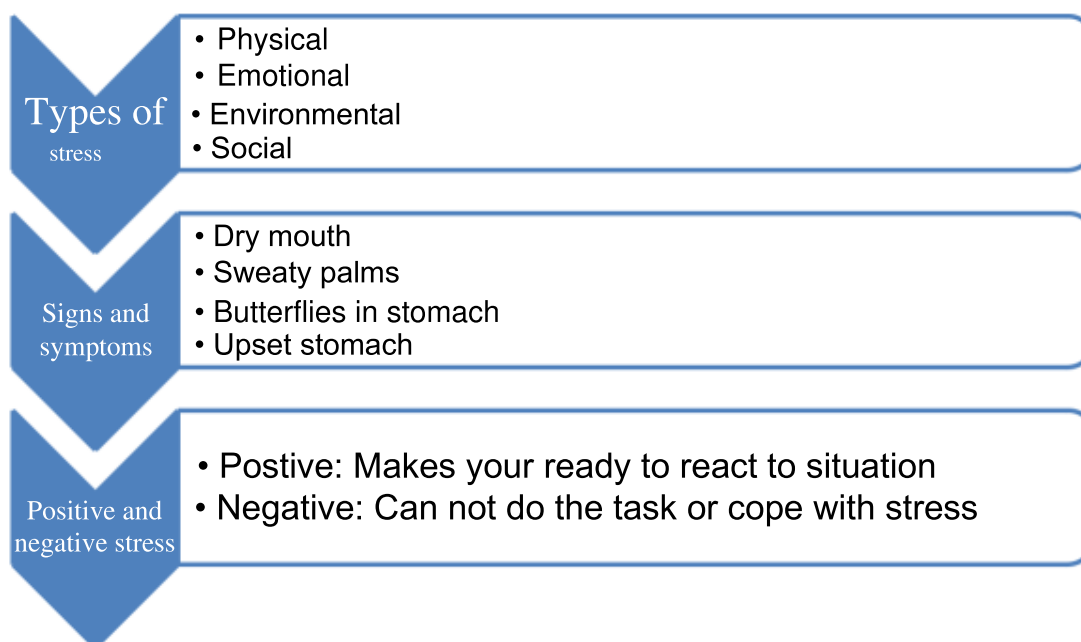 Types of
stress
• Physical
• Emotional
• Environmental
• Social
Signs and
symptoms
• Dry mouth
• Sweaty palms
• Butterflies in stomach
• Upset stomach
Positive and
negative stress
• Postive: Makes your ready to react to situation
• Negative: Can not do the task or cope with stress